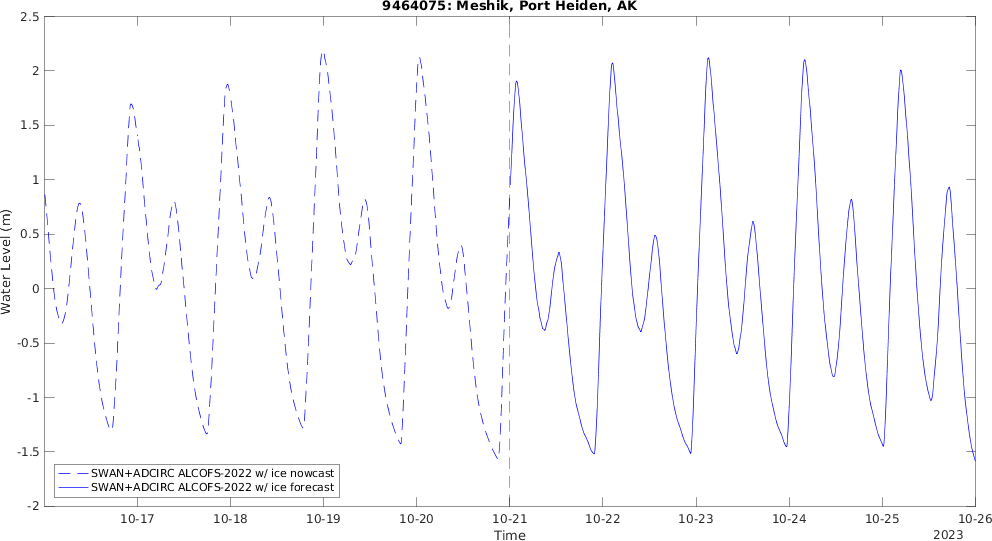 9464075: Meshik, Port Heiden, AK
2.5
2
1.5
1
0.5
0
-0.5
-1
-1.5
-2
Water Level (m)
SWAN+ADCIRC ALCOFS-2022 w/ ice nowcast
SWAN+ADCIRC ALCOFS-2022 w/ ice forecast
10-17 10-18 10-19 10-20 10-21 10-22 10-23 10-24 10-25 10-26
Time
2023